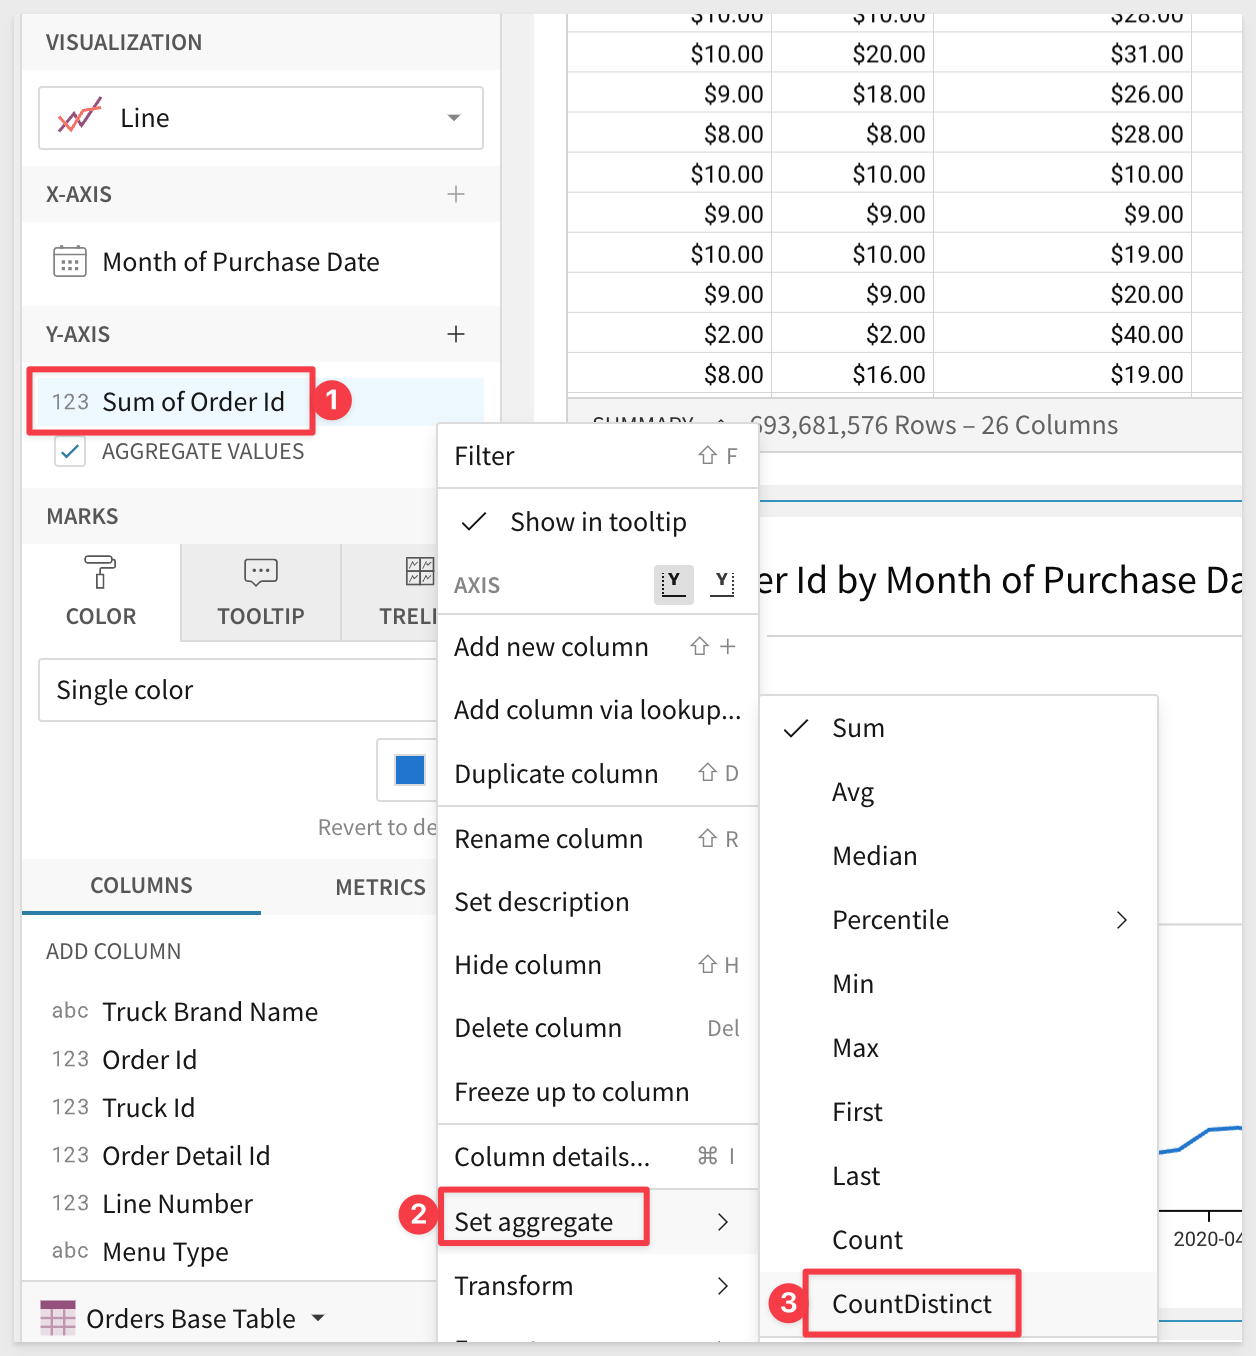 VISUALIZATION
Line
X-AXIS
Month of Purchase Date
Y-AXIS
123 Sum of Order Id
1
AGGREGATE VALUES
MARKS
COLOR
TOOLTIP
TRELL
Single color
Revert to de
COLUMNS
METRICS
ADD COLUMN
abc Truck Brand Name
123 Order Id
123 Truck Id
123 Order Detail Id
123 Line Number
abc Menu Type
Orders Base Table
Filter ⇧ F
Show in tooltip
AXIS Y Y
Add new column ⇧ +
Add column via lookup...
Duplicate column ⇧ D
Rename column ⇧ R
Set description
Hide column ⇧ H
Delete column Del
Freeze up to column
Column details... ⌘ I
2
Set aggregate
Transform
Sum
Avg
Median
Percentile
Min
Max
First
Last
Count
3
CountDistinct
$10.00 $10.00 $28.00
$10.00 $20.00 $31.00
$9.00 $18.00 $26.00
$8.00 $8.00 $28.00
$10.00 $10.00 $10.00
$9.00 $9.00 $9.00
$10.00 $10.00 $19.00
$9.00 $9.00 $20.00
$2.00 $2.00 $40.00
$8.00 $16.00 $19.00
SUMMARY 693,681,576 Rows – 26 Columns
er Id by Month of Purchase Da
2020-04